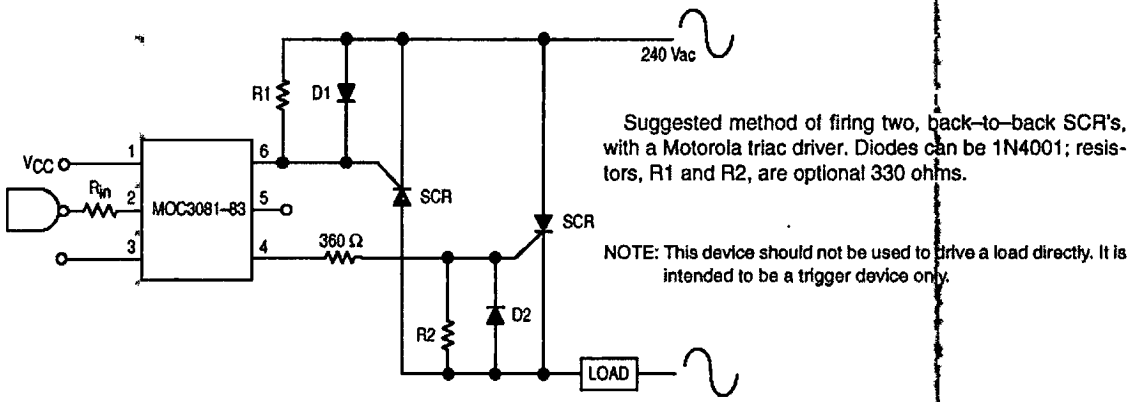 240 Vac
R1
D1
VCC
1
6
Rin
2
MOC3081–83
5
3
4
SCR
SCR
360 Ω
R2
D2
LOAD
Suggested method of firing two, back–to–back SCR's,
with a Motorola triac driver. Diodes can be 1N4001; resis-
tors, R1 and R2, are optional 330 ohms.
NOTE: This device should not be used to drive a load directly. It is
intended to be a trigger device only.